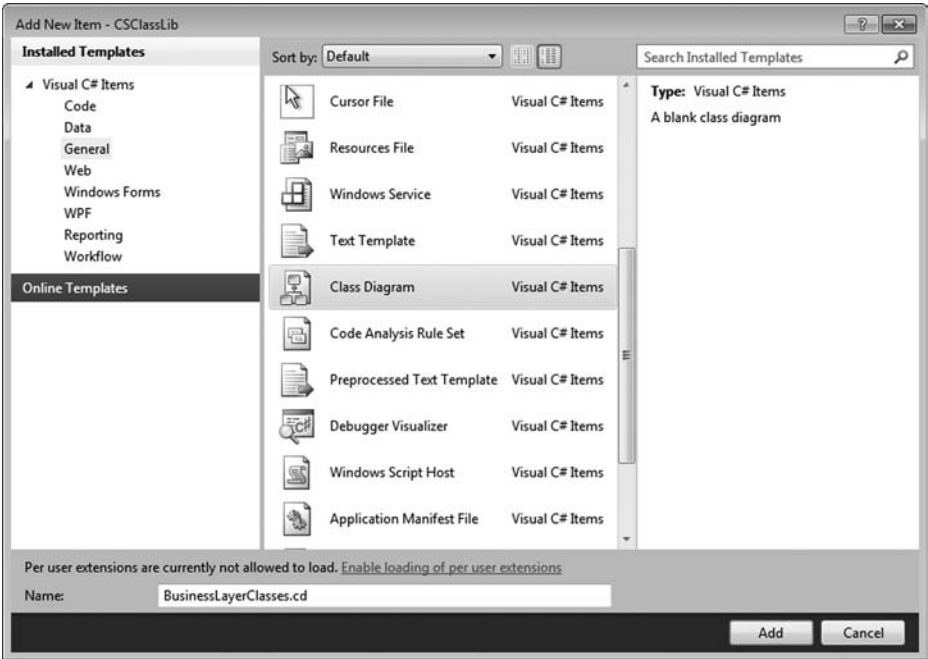 Add New Item - CSClassLib
Installed Templates
Visual C# Items
Code
Data
General
Web
Windows Forms
WPF
Reporting
Workflow
Online Templates
Sort by: Default
Cursor File Visual C# Items
Resources File Visual C# Items
Windows Service Visual C# Items
Text Template Visual C# Items
Class Diagram Visual C# Items
Code Analysis Rule Set Visual C# Items
Preprocessed Text Template Visual C# Items
Debugger Visualizer Visual C# Items
Windows Script Host Visual C# Items
Application Manifest File Visual C# Items
Search Installed Templates
Type: Visual C# Items
A blank class diagram
Per user extensions are currently not allowed to load. Enable loading of per user extensions
Name: BusinessLayerClasses.cd
Add Cancel